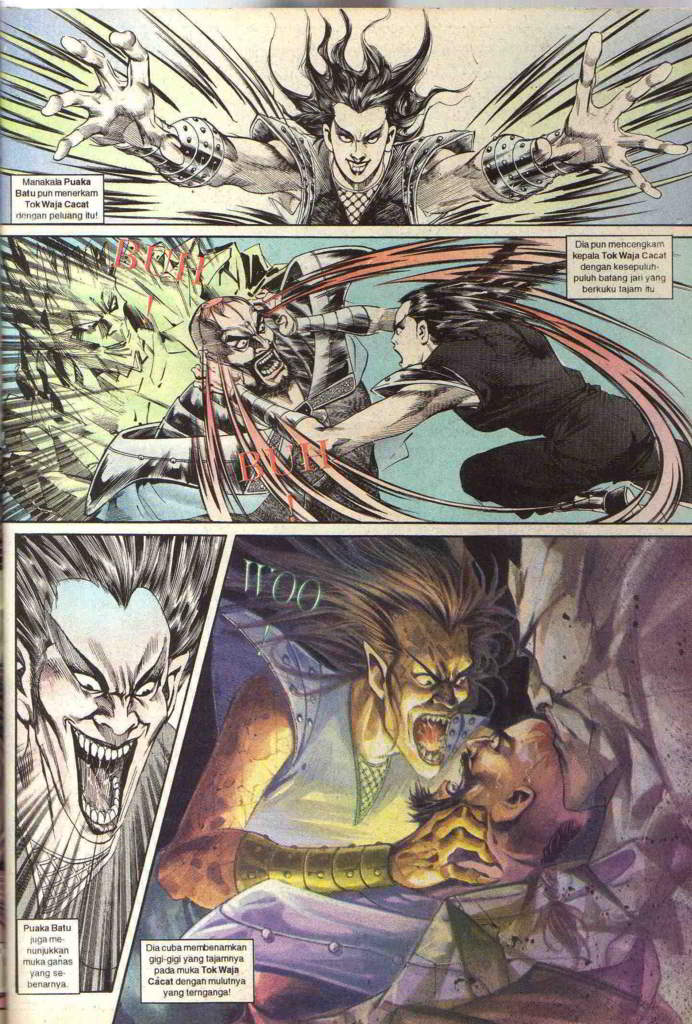 Manakala Puaka
Batu pun menerkam
Tok Waja Cacat
dengan peluang itu!
BUH
!
Dia pun mencengkam
kepala Tok Waja Cacat
dengan kesepuluh-
puluh batang jari yang
berkuku tajam itu
BUH
!
WOO
!
Puaka Batu
juga me-
nunjukkan
muka ganas
yang se-
benarnya.
Dia cuba membenamkan
gigi-gigi yang tajamnya
pada muka Tok Waja
Cacat dengan mulutnya
yang ternganga!